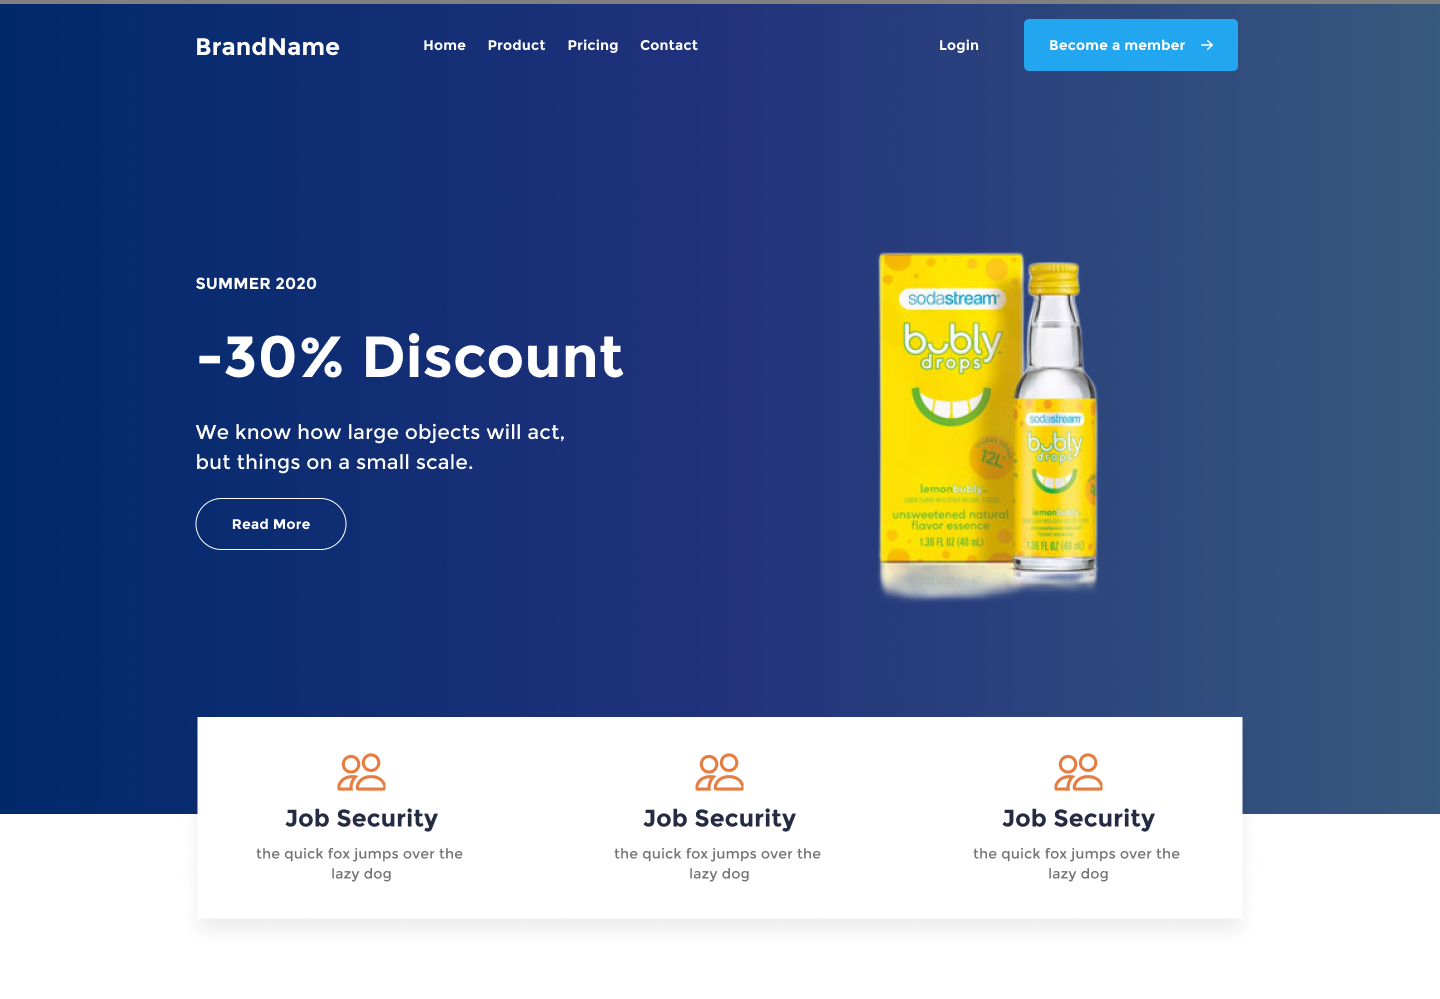 BrandName
Home Product Pricing Contact
Login
Become a member
SUMMER 2020
-30% Discount
We know how large objects will act,
but things on a small scale.
Read More
sodastream
bubly
drops
12L
lemonbubly
unsweetened natural
flavor essence
1.36 FL OZ (40 mL)
sodastream
bubly
drops
lemonbubly
1.36 FL OZ (40 mL)
Job Security
the quick fox jumps over the
lazy dog
Job Security
the quick fox jumps over the
lazy dog
Job Security
the quick fox jumps over the
lazy dog